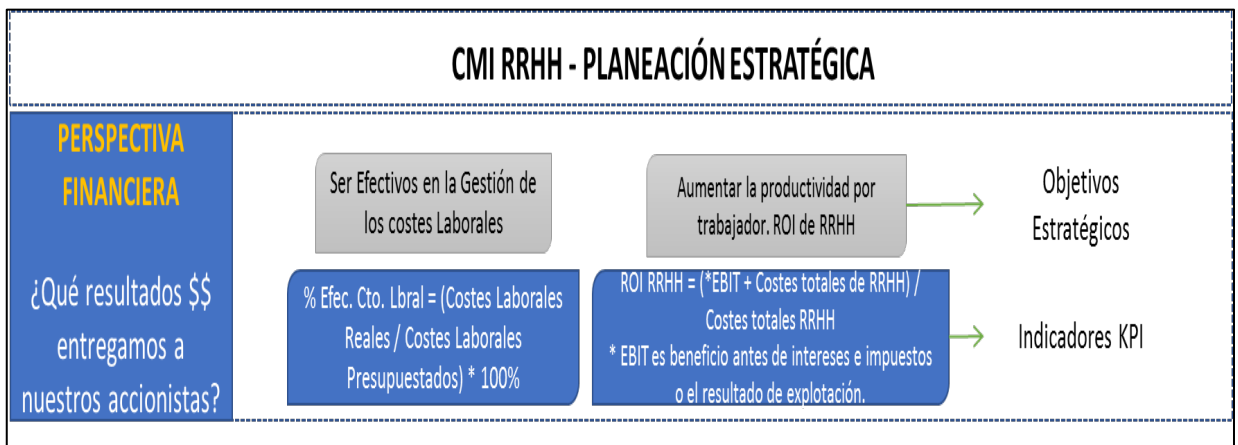 CMI RRHH - PLANEACIÓN ESTRATÉGICA
PERSPECTIVA
FINANCIERA
¿Qué resultados $$
entregamos a
nuestros accionistas?
Ser Efectivos en la Gestión de
los costes Laborales
Aumentar la productividad por
trabajador. ROI de RRHH
Objetivos
Estratégicos
% Efec. Cto. Lbral = (Costes Laborales
Reales / Costes Laborales
Presupuestados) * 100%
ROI RRHH = (*EBIT + Costes totales de RRHH) /
Costes totales RRHH
* EBIT es beneficio antes de intereses e impuestos
o el resultado de explotación.
Indicadores KPI